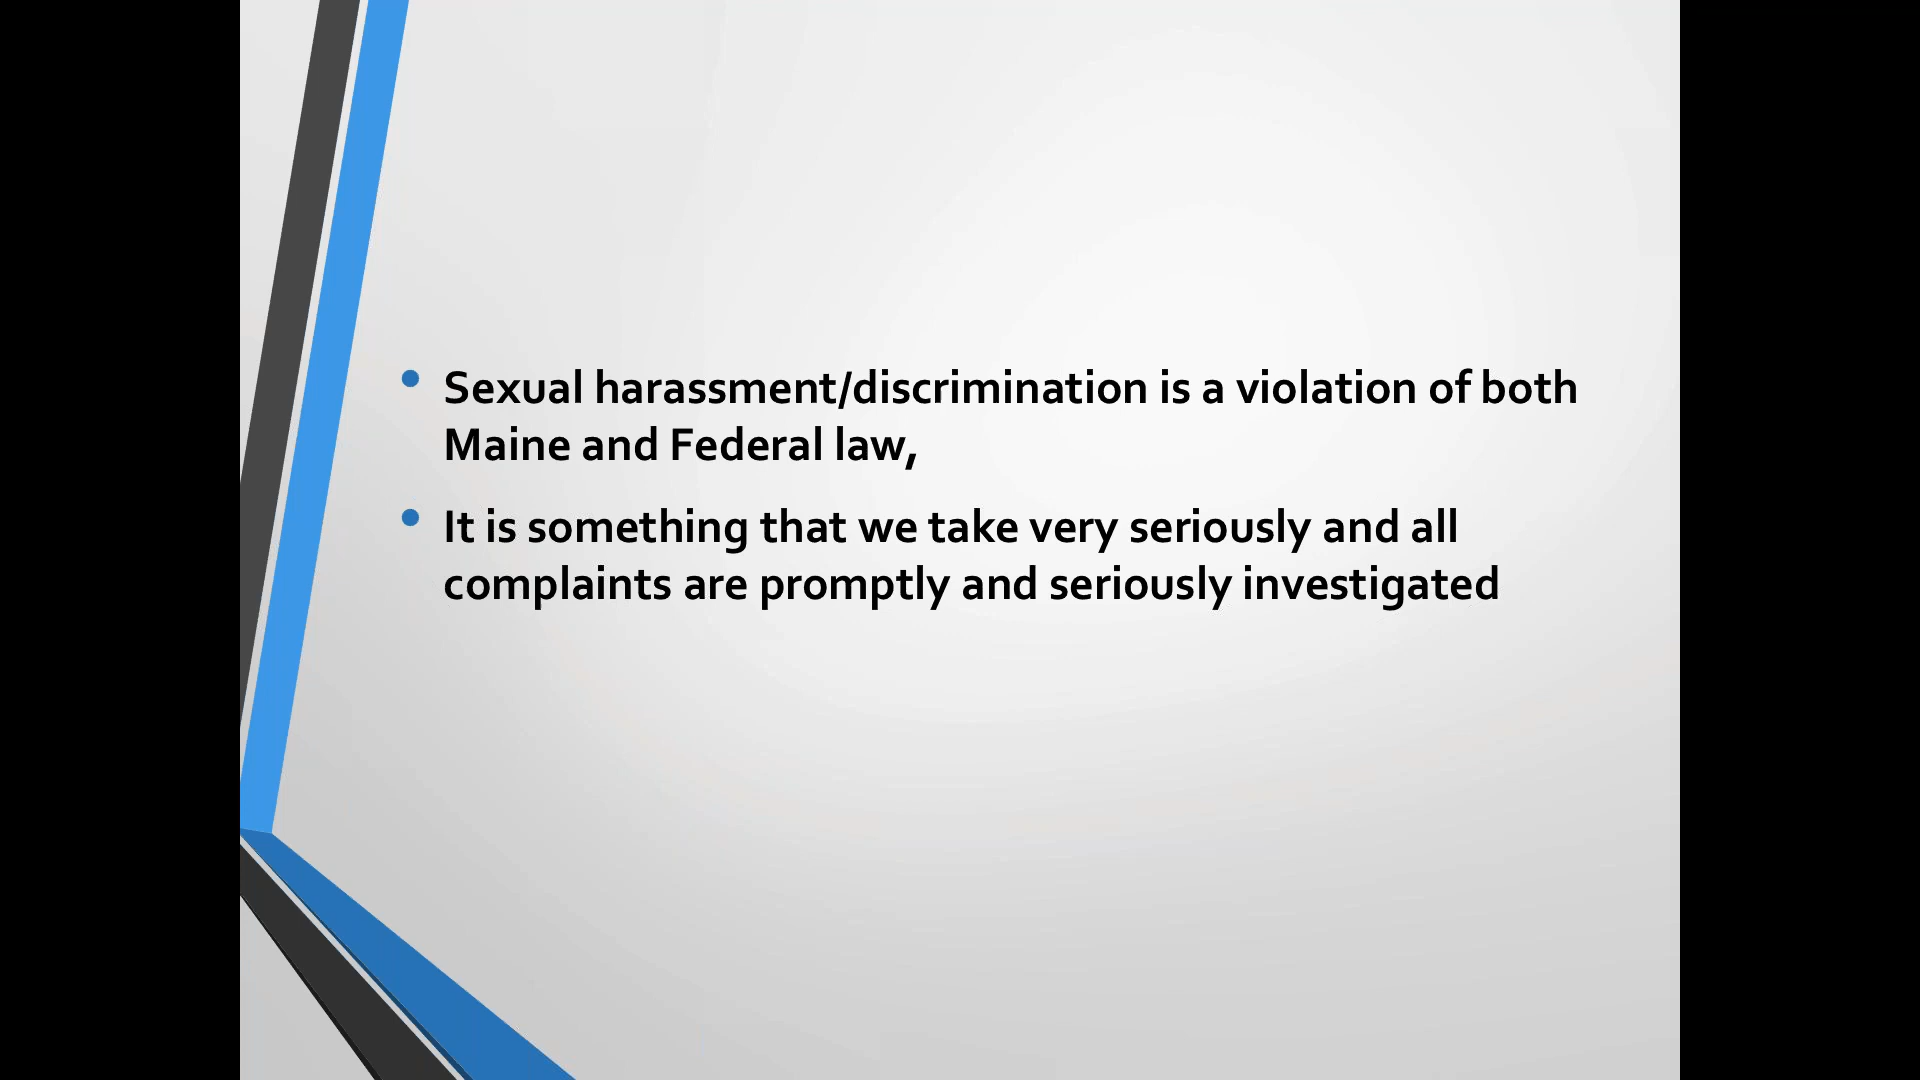 Sexual harassment/discrimination is a violation of both
Maine and Federal law,
It is something that we take very seriously and all
complaints are promptly and seriously investigated